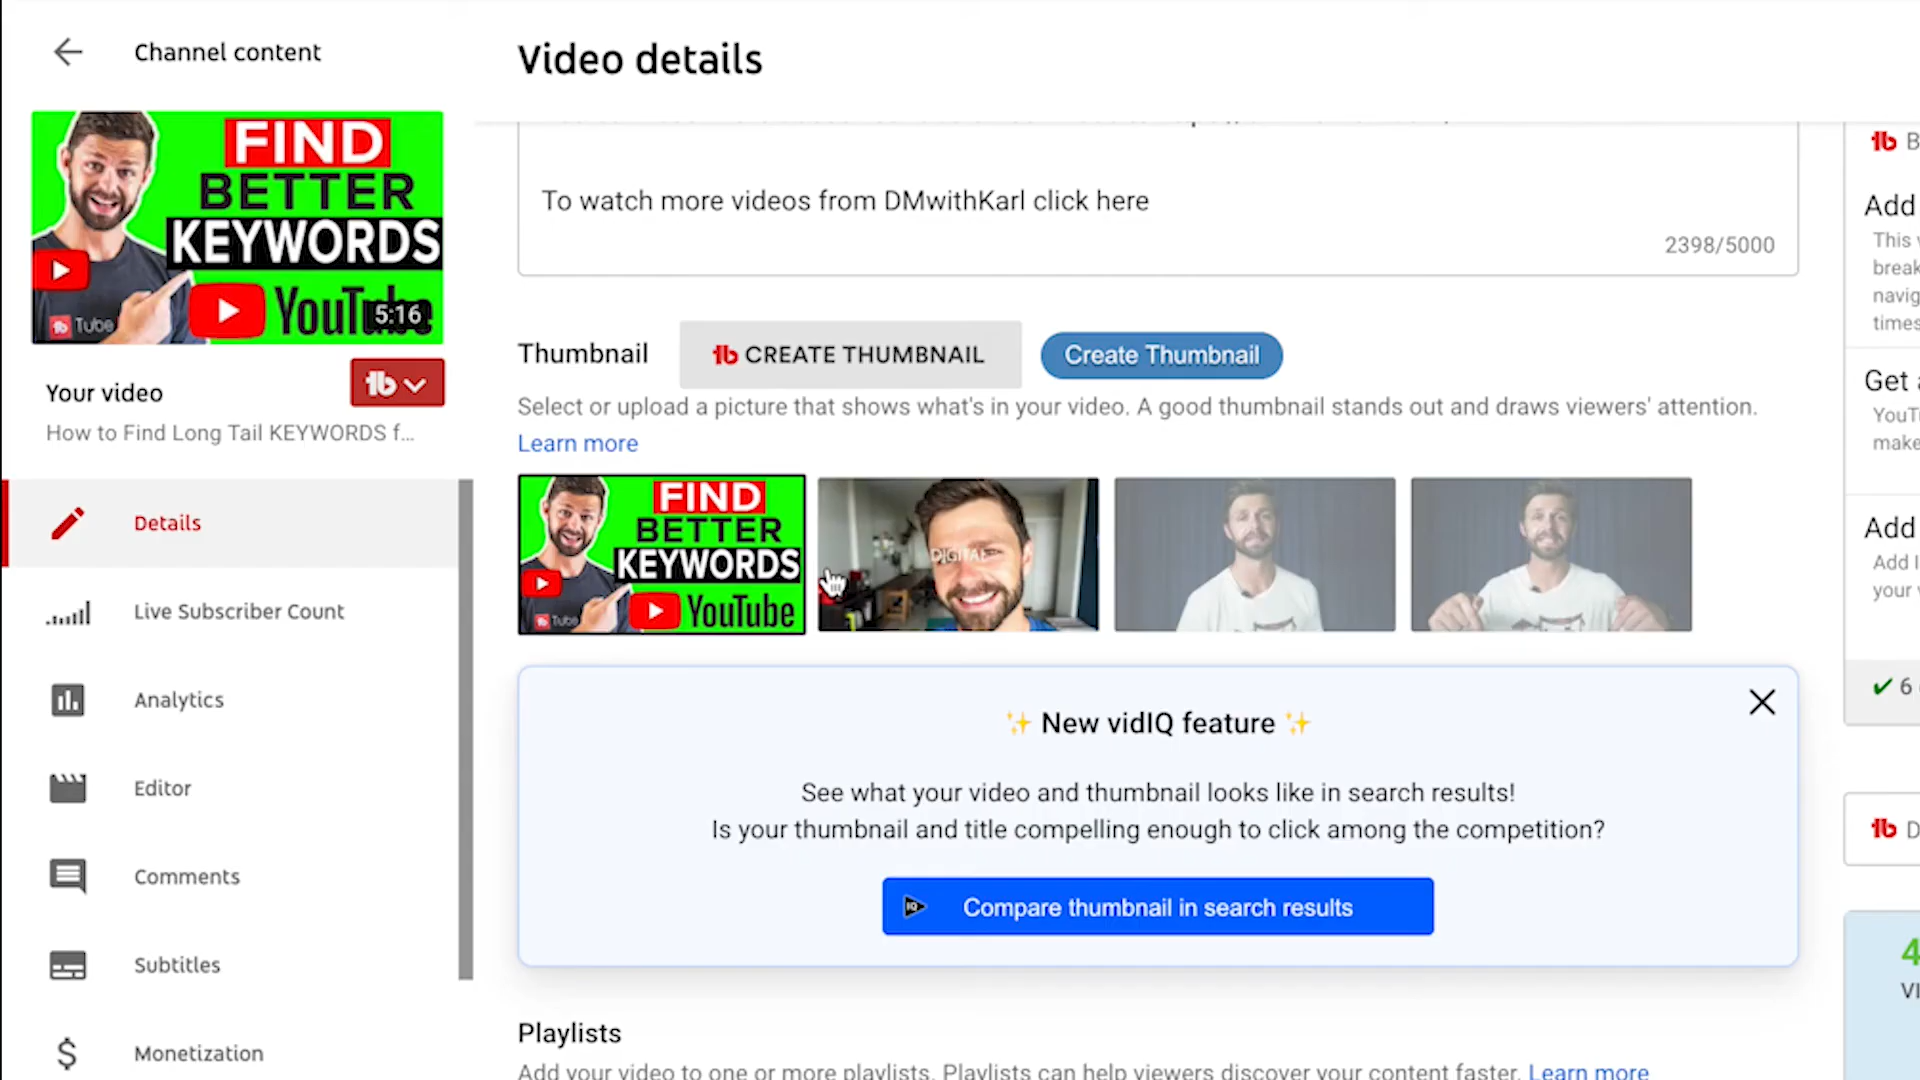 Channel content
FIND
BETTER
KEYWORDS
YouTube
Tube
5:16
Your video
How to Find Long Tail KEYWORDS f...
Details
Live Subscriber Count
Analytics
Editor
Comments
Subtitles
Monetization
Video details
To watch more videos from DMwithKarl click here
2398/5000
Thumbnail
CREATE THUMBNAIL
Create Thumbnail
Select or upload a picture that shows what's in your video. A good thumbnail stands out and draws viewers' attention.
Learn more
FIND
BETTER
KEYWORDS
YouTube
Tube
DIGITAL
✨ New vidIQ feature ✨
See what your video and thumbnail looks like in search results!
Is your thumbnail and title compelling enough to click among the competition?
Compare thumbnail in search results
Playlists
Add your video to one or more playlists. Playlists can help viewers discover your content faster. Learn more
Add
This
Get
Add
6